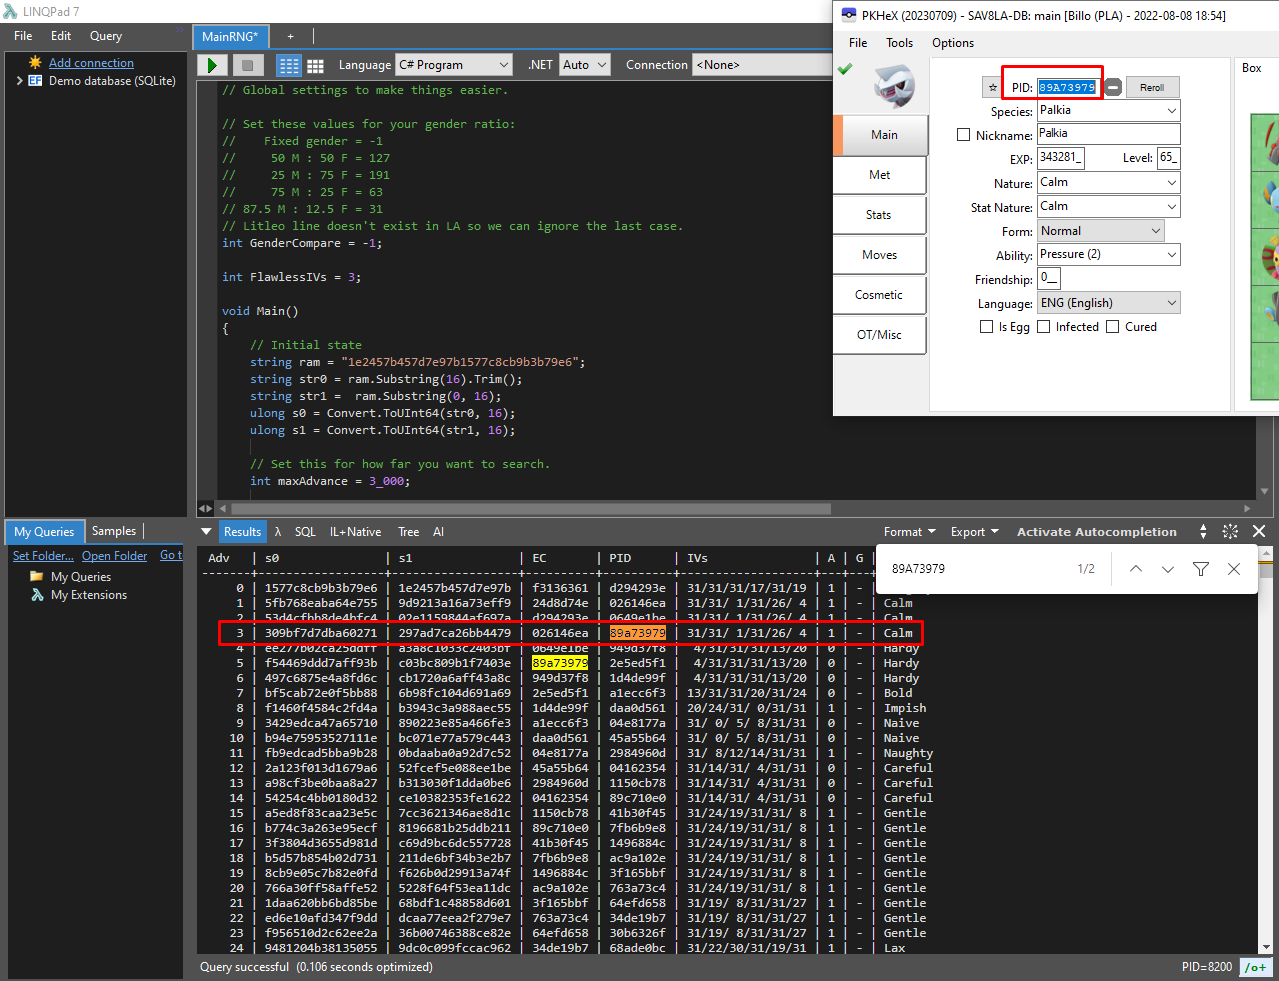 LINQPad 7
File Edit Query
Add connection
Demo database (SQLite)
MainRNG* +
Language C# Program .NET Auto Connection <None>
// Global settings to make things easier.
// Set these values for your gender ratio:
//    Fixed gender = -1
//     50 M : 50 F = 127
//     25 M : 75 F = 191
//     75 M : 25 F = 63
// 87.5 M : 12.5 F = 31
// Litleo line doesn't exist in LA so we can ignore the last case.
int GenderCompare = -1;
int FlawlessIVs = 3;
void Main()
{
// Initial state
string ram = "1e2457b457d7e97b1577c8cb9b3b79e6";
string str0 = ram.Substring(16).Trim();
string str1 =  ram.Substring(0, 16);
ulong s0 = Convert.ToUInt64(str0, 16);
ulong s1 = Convert.ToUInt64(str1, 16);
// Set this for how far you want to search.
int maxAdvance = 3_000;
PKHeX (20230709) - SAV8LA-DB: main [Billo (PLA) - 2022-08-08 18:54]
File Tools Options
Main
Met
Stats
Moves
Cosmetic
OT/Misc
PID: 89A73979 Reroll
Species: Palkia
Nickname: Palkia
EXP: 343281_ Level: 65_
Nature: Calm
Stat Nature: Calm
Form: Normal
Ability: Pressure (2)
Friendship: 0__
Language: ENG (English)
Is Egg Infected Cured
Box
My Queries Samples
Set Folder... Open Folder Go t
My Queries
My Extensions
Results λ SQL IL+Native Tree AI
Format Export Activate Autocompletion
89A73979 1/2
Adv | s0 | s1 | EC | PID | IVs | A | G |
0 | 1577c8cb9b3b79e6 | 1e2457b457d7e97b | f3136361 | d294293e | 31/31/31/17/31/19 | 1 | - |
1 | 5fb768eaba64e755 | 9d9213a16a73eff9 | 24d8d74e | 026146ea | 31/31/ 1/31/26/ 4 | 1 | - | Calm
2 | 53d4cfbb8de4bfc4 | 02e1159844af697a | d294293e | 0649e1be | 31/31/ 1/31/26/ 4 | 1 | - | Calm
3 | 309bf7d7dba60271 | 297ad7ca26bb4479 | 026146ea | 89a73979 | 31/31/ 1/31/26/ 4 | 1 | - | Calm
4 | ee277b02ca25ddff | a3a8c1033c2403bf | 0649e1be | 949d37f8 | 4/31/31/31/13/20 | 0 | - | Hardy
5 | f54469ddd7aff93b | c03bc809b1f7403e | 89a73979 | 2e5ed5f1 | 4/31/31/31/13/20 | 0 | - | Hardy
6 | 497c6875e4a8fd6c | cb1720a6aff43a8c | 949d37f8 | 1d4de99f | 4/31/31/31/13/20 | 0 | - | Hardy
7 | bf5cab72e0f5bb88 | 6b98fc104d691a69 | 2e5ed5f1 | a1ecc6f3 | 13/31/31/20/31/24 | 0 | - | Bold
8 | f1460f4584c2fd4a | b3943c3a988aec55 | 1d4de99f | daa0d561 | 20/24/31/ 0/31/31 | 1 | - | Impish
9 | 3429edca47a65710 | 890223e85a466fe3 | a1ecc6f3 | 04e8177a | 31/ 0/ 5/ 8/31/31 | 0 | - | Naive
10 | b94e75953527111e | bc071e77a579c443 | daa0d561 | 45a55b64 | 31/ 0/ 5/ 8/31/31 | 0 | - | Naive
11 | fb9edcad5bba9b28 | 0bdaaba0a92d7c52 | 04e8177a | 2984960d | 31/ 8/12/14/31/31 | 1 | - | Naughty
12 | 2a123f013d1679a6 | 52fcef5e088ee1be | 45a55b64 | 04162354 | 31/14/31/ 4/31/31 | 0 | - | Careful
13 | a98cf3be0baa8a27 | b313030f1dda0be6 | 2984960d | 1150cb78 | 31/14/31/ 4/31/31 | 0 | - | Careful
14 | 54254c4bb0180d32 | ce10382353fe1622 | 04162354 | 89c710e0 | 31/14/31/ 4/31/31 | 0 | - | Careful
15 | a5ed8f83caa23e5c | 7cc3621346ae8d1c | 1150cb78 | 41b30f45 | 31/24/19/31/31/ 8 | 1 | - | Gentle
16 | b774c3a263e95ecf | 8196681b25ddb211 | 89c710e0 | 7fb6b9e8 | 31/24/19/31/31/ 8 | 1 | - | Gentle
17 | 3f3804d3655d981d | c69d9bc6dc557728 | 41b30f45 | 1496884c | 31/24/19/31/31/ 8 | 1 | - | Gentle
18 | b5d57b854b02d731 | 211de6bf34b3e2b7 | 7fb6b9e8 | ac9a102e | 31/24/19/31/31/ 8 | 1 | - | Gentle
19 | 8cb9e05c7b82e0fd | f626b0d29913a74f | 1496884c | 3f165bbf | 31/24/19/31/31/ 8 | 1 | - | Gentle
20 | 766a30ff58affe52 | 5228f64f53ea11dc | ac9a102e | 763a73c4 | 31/24/19/31/31/ 8 | 1 | - | Gentle
21 | 1daa620bb6bd85be | 68bdf1c48858d601 | 3f165bbf | 64efd658 | 31/19/ 8/31/31/27 | 1 | - | Gentle
22 | ed6e10afd347f9dd | dcaa77eea2f279e7 | 763a73c4 | 34de19b7 | 31/19/ 8/31/31/27 | 1 | - | Gentle
23 | f956510d2c62ee2a | 36b00746388ce82e | 64efd658 | 30b6326f | 31/19/ 8/31/31/27 | 1 | - | Gentle
24 | 9481204b38135055 | 9dc0c099fccac962 | 34de19b7 | 68ade0bc | 31/22/30/31/19/31 | 1 | - | Lax
Query successful (0.106 seconds optimized)
PID=8200 /o+